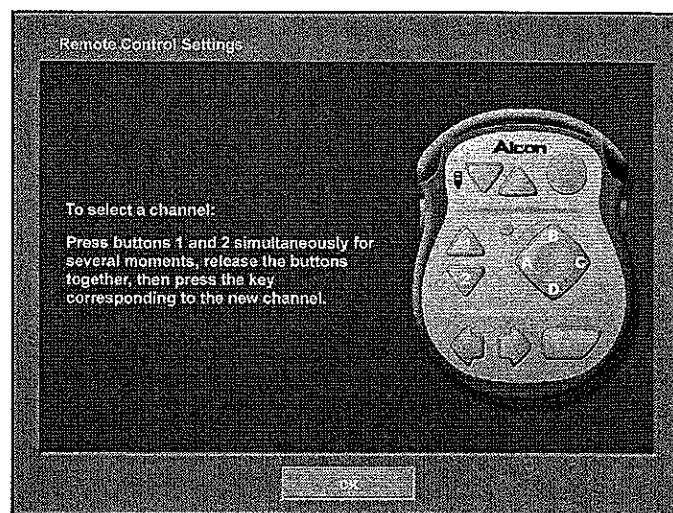 Remote Control Settings
Alcon
To select a channel:
Press buttons 1 and 2 simultaneously for
several moments, release the buttons
together, then press the key
corresponding to the new channel.
1
2
B
A
C
D
OK